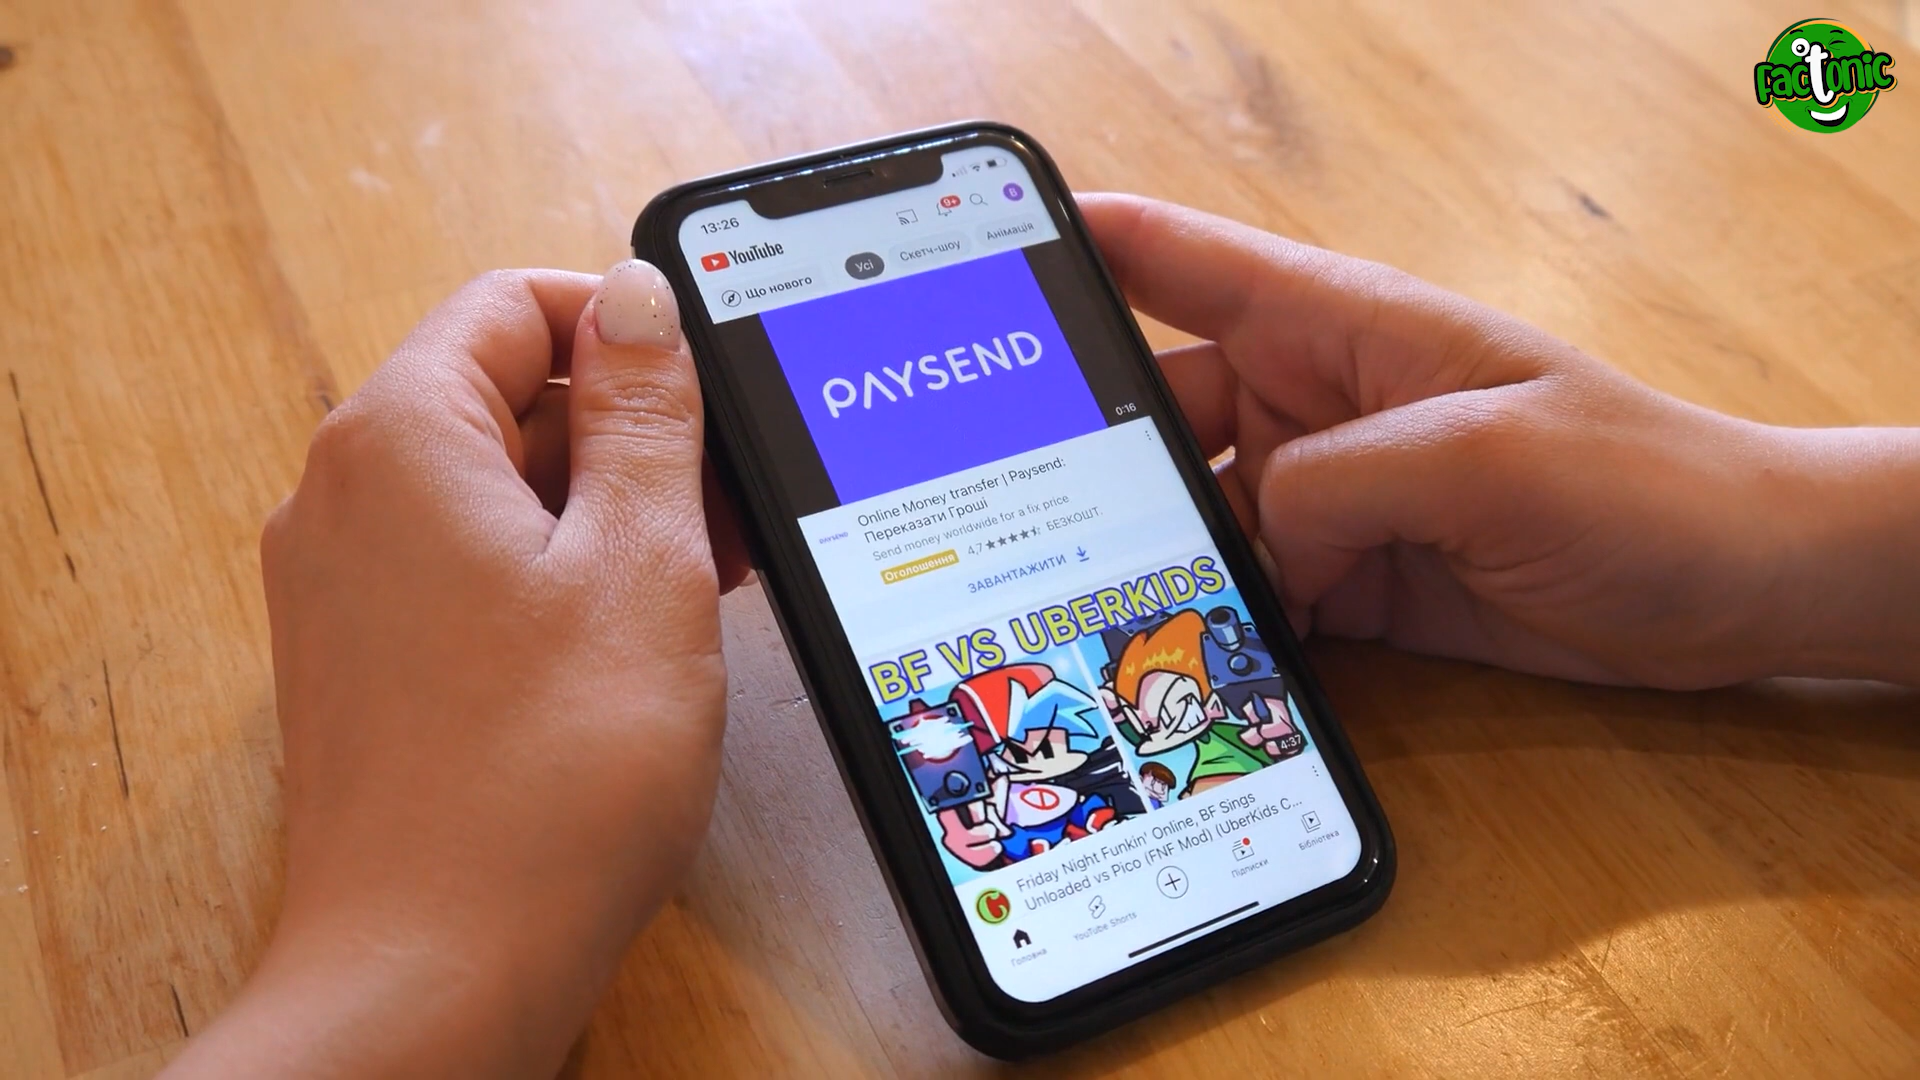 factonic
13:26
YouTube
9+
B
Що нового
Усі
Скетч-шоу
Анімація
PAYSEND
0:16
Online Money transfer | Paysend:
Переказати Гроші
Send money worldwide for a fix price
PAYSEND
Оголошення
4,7 ★★★★⯨ БЕЗКОШТ.
ЗАВАНТАЖИТИ
BF VS UBERKIDS
4:37
Friday Night Funkin' Online, BF Sings
Unloaded vs Pico (FNF Mod) (UberKids C...
Головна
YouTube Shorts
Підписки
Бібліотека